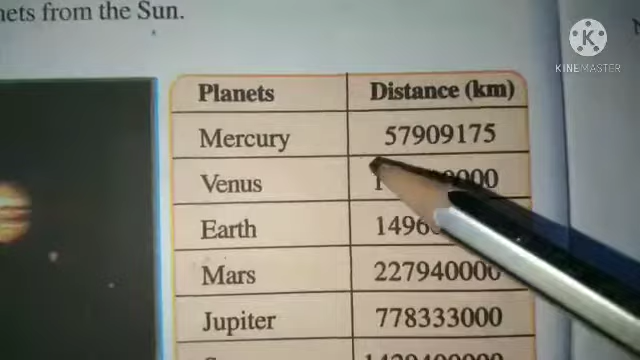 nets from the Sun.
K
KINEMASTER
Planets Distance (km)
Mercury 57909175
Venus
Earth
Mars 227940000
Jupiter 778333000